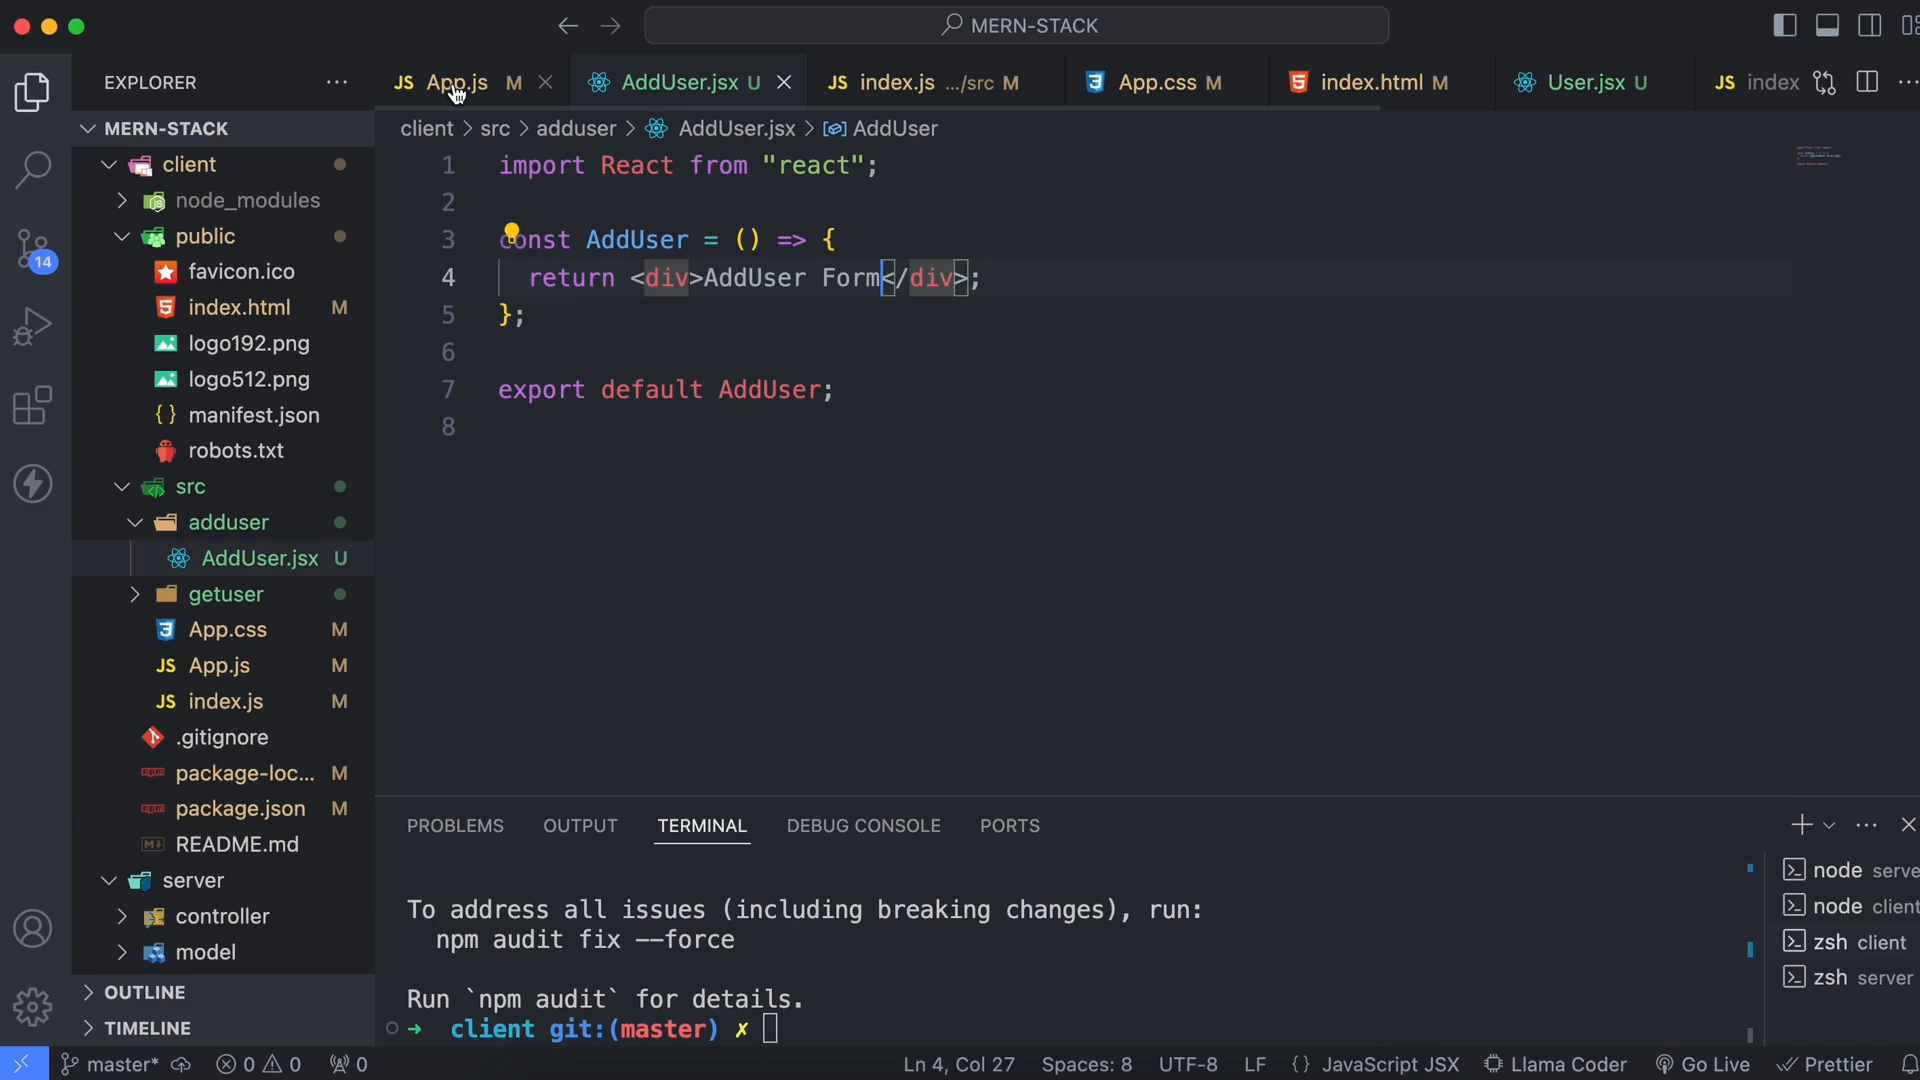 MERN-STACK
EXPLORER
JS App.js M
AddUser.jsx U
JS index.js .../src M
App.css M
index.html M
User.jsx U
JS index
MERN-STACK
client
node_modules
public
favicon.ico
index.html M
logo192.png
logo512.png
{ } manifest.json
robots.txt
src
adduser
AddUser.jsx U
getuser
App.css M
JS App.js M
JS index.js M
.gitignore
package-loc... M
package.json M
README.md
server
controller
model
OUTLINE
TIMELINE
14
client > src > adduser > AddUser.jsx > AddUser
1 import React from "react";
2
3 const AddUser = () => {
4 return <div>AddUser Form</div>;
5 };
6
7 export default AddUser;
8
PROBLEMS OUTPUT TERMINAL DEBUG CONSOLE PORTS
To address all issues (including breaking changes), run:
npm audit fix --force
Run `npm audit` for details.
➜ client git:(master) ✗
node serve
node client
zsh client
zsh server
master* 0 0 0 Ln 4, Col 27 Spaces: 8 UTF-8 LF { } JavaScript JSX Llama Coder Go Live Prettier